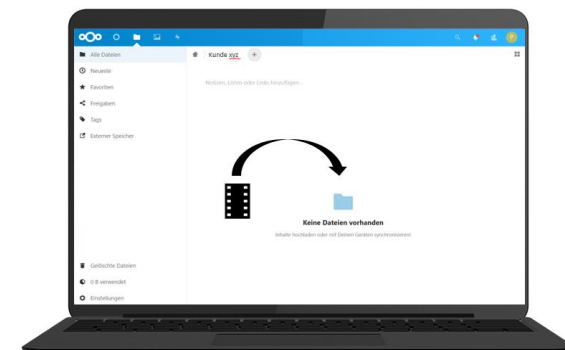 Alle Dateien
Kunde xyz
+
Neueste
Notizen, Listen oder Links hinzufügen...
Favoriten
Freigaben
Tags
Externer Speicher
Keine Dateien vorhanden
Inhalte hochladen oder mit Deinen Geräten synchronisieren!
Gelöschte Dateien
0 B verwendet
Einstellungen